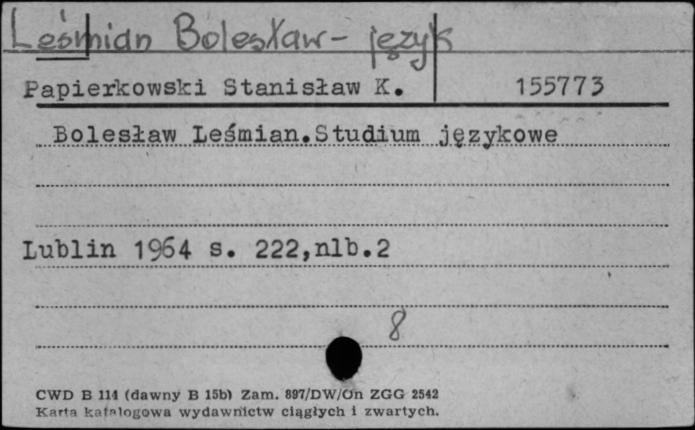 Leśmian Bolesław - język
Papierkowski Stanisław K. 155773
Bolesław Leśmian.Studium językowe
Lublin 1964 s. 222,nlb.2
8
CWD B 114 (dawny B 15b) Zam. 897/DW/On ZGG 2542
Karta katalogowa wydawnictw ciągłych i zwartych.